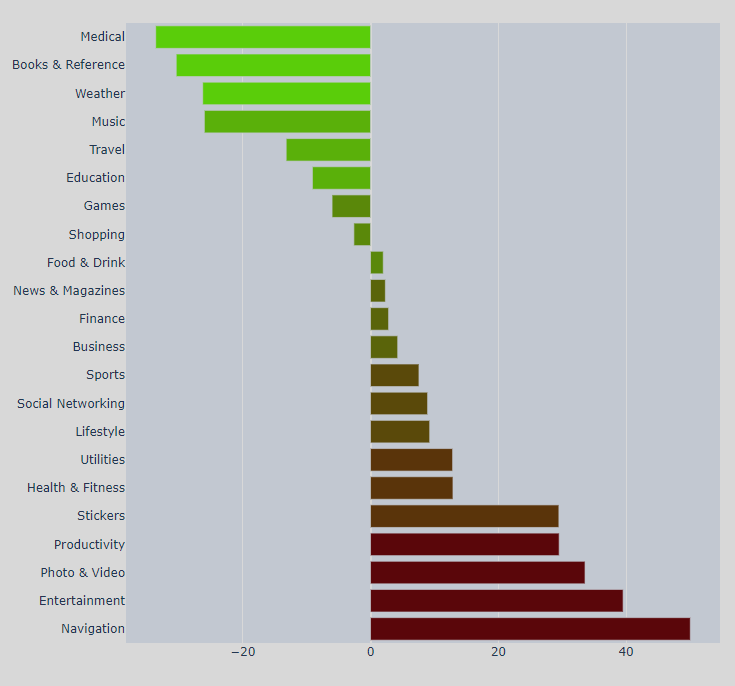 Medical
Books & Reference
Weather
Music
Travel
Education
Games
Shopping
Food & Drink
News & Magazines
Finance
Business
Sports
Social Networking
Lifestyle
Utilities
Health & Fitness
Stickers
Productivity
Photo & Video
Entertainment
Navigation
−20 0 20 40